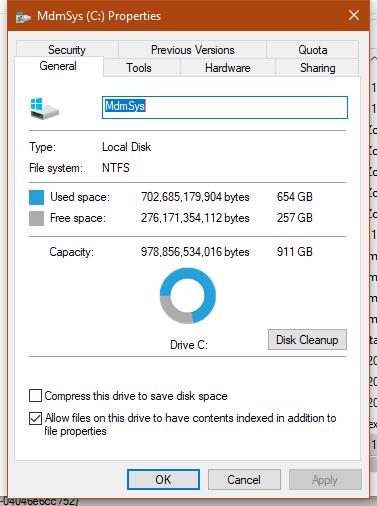 MdmSys (C:) Properties
Security Previous Versions Quota
General Tools Hardware Sharing
MdmSys
Type: Local Disk
File system: NTFS
Used space: 702,685,179,904 bytes 654 GB
Free space: 276,171,354,112 bytes 257 GB
Capacity: 978,856,534,016 bytes 911 GB
Drive C:
Disk Cleanup
Compress this drive to save disk space
Allow files on this drive to have contents indexed in addition to
file properties
OK Cancel Apply
-04046e6cc752}